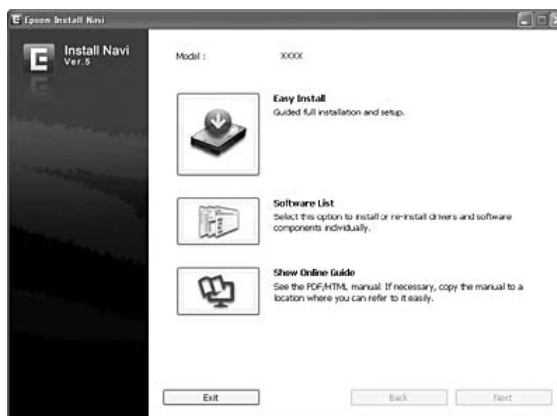 Epson Install Navi
Install Navi
Ver.5
Model : XXXX
Easy Install
Guided full installation and setup.
Software List
Select this option to install or re-install drivers and software
components individually.
Show Online Guide
See the PDF/HTML manual. If necessary, copy the manual to a
location where you can refer to it easily.
Exit
Back
Next